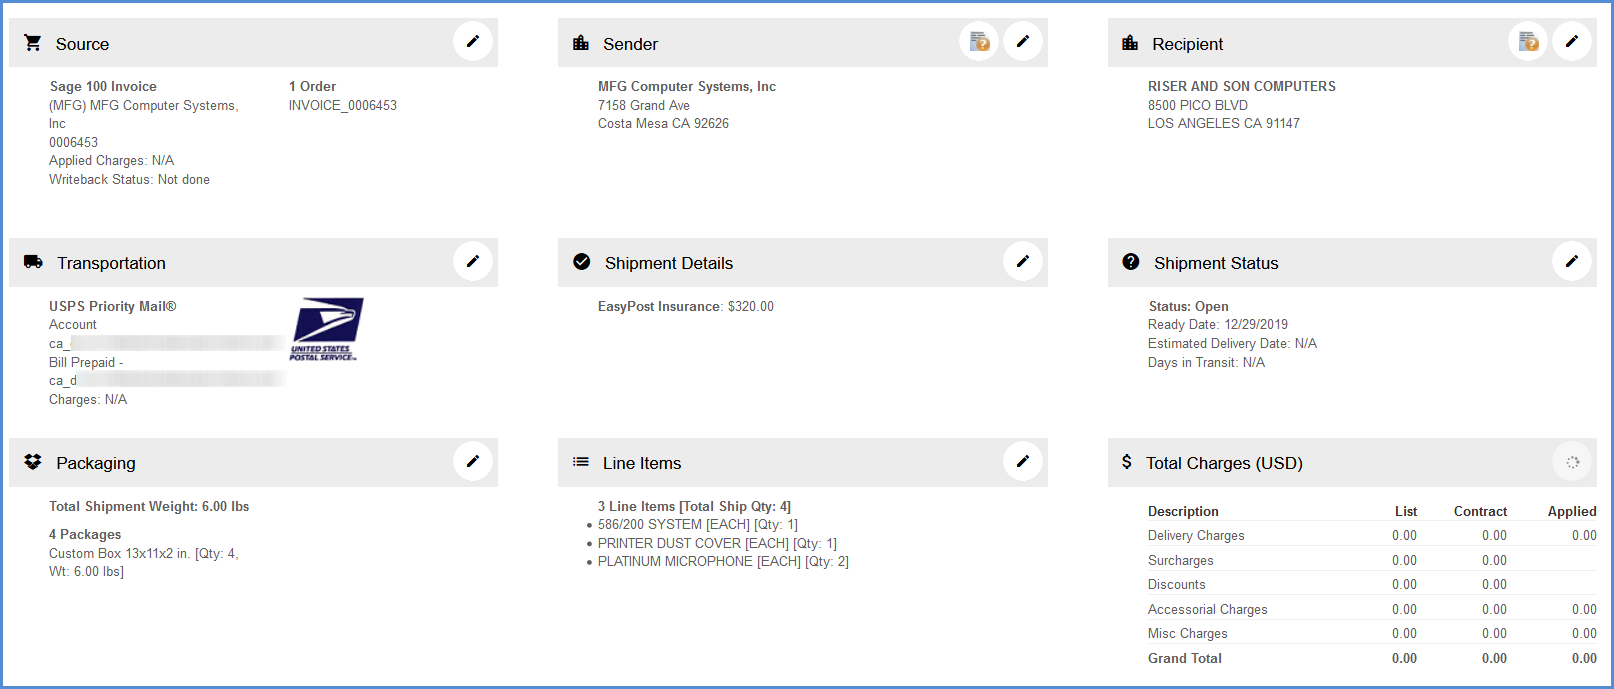 Source
Sage 100 Invoice
(MFG) MFG Computer Systems,
Inc
0006453
Applied Charges: N/A
Writeback Status: Not done
1 Order
INVOICE_0006453
Sender
MFG Computer Systems, Inc
7158 Grand Ave
Costa Mesa CA 92626
Recipient
RISER AND SON COMPUTERS
8500 PICO BLVD
LOS ANGELES CA 91147
Transportation
USPS Priority Mail®
Account
ca_
Bill Prepaid -
ca_d
Charges: N/A
UNITED STATES
POSTAL SERVICE™
Shipment Details
EasyPost Insurance: $320.00
Shipment Status
Status: Open
Ready Date: 12/29/2019
Estimated Delivery Date: N/A
Days in Transit: N/A
Packaging
Total Shipment Weight: 6.00 lbs
4 Packages
Custom Box 13x11x2 in. [Qty: 4,
Wt: 6.00 lbs]
Line Items
3 Line Items [Total Ship Qty: 4]
• 586/200 SYSTEM [EACH] [Qty: 1]
• PRINTER DUST COVER [EACH] [Qty: 1]
• PLATINUM MICROPHONE [EACH] [Qty: 2]
$ Total Charges (USD)
Description List Contract Applied
Delivery Charges 0.00 0.00 0.00
Surcharges 0.00 0.00
Discounts 0.00 0.00
Accessorial Charges 0.00 0.00 0.00
Misc Charges 0.00 0.00 0.00
Grand Total 0.00 0.00 0.00